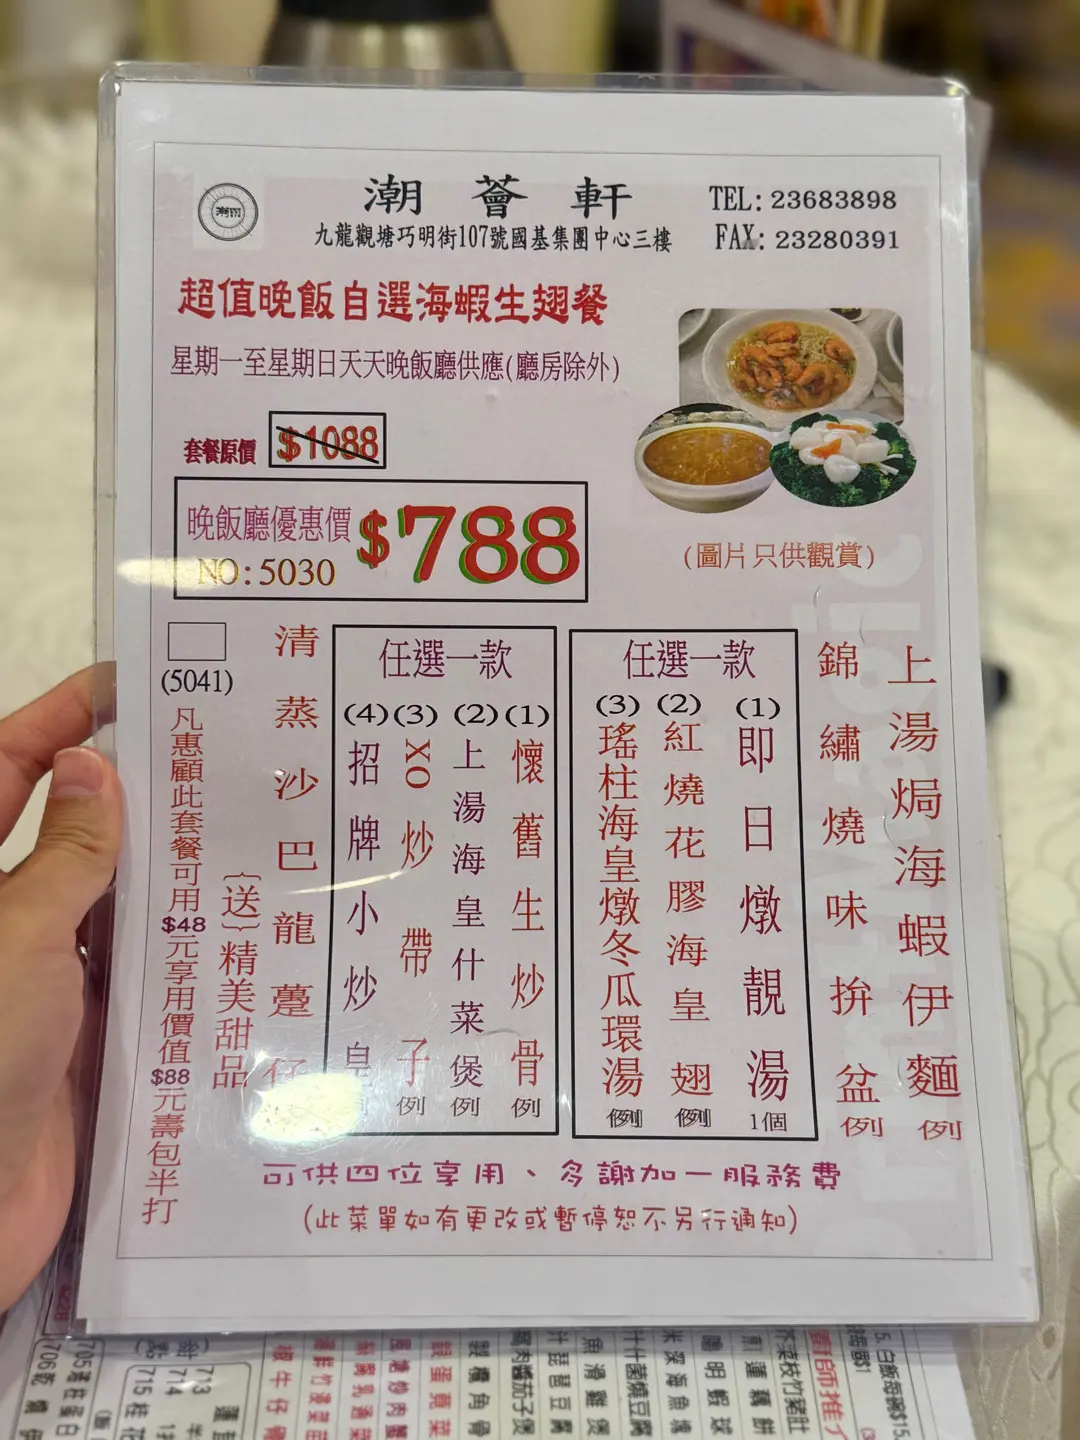 潮薈軒
九龍觀塘巧明街107號國基集團中心三樓
TEL: 23683898
FAX: 23280391
超值晚飯自選海蝦生翅餐
星期一至星期日天天晚飯廳供應(廳房除外)
套餐原價 $1088
晚飯廳優惠價 $788
NO: 5030
(圖片只供觀賞)
上湯焗海蝦伊麵 例
錦繡燒味拚盆 例
任選一款
(1) 即日燉靚湯 1個
(2) 紅燒花膠海皇翅 例
(3) 瑤柱海皇燉冬瓜環湯 例
任選一款
(1) 懷舊生炒骨 例
(2) 上湯海皇什菜煲 例
(3) XO炒帶子 例
(4) 招牌小炒皇 例
清蒸沙巴龍躉仔
{送}精美甜品
(5041)
凡惠顧此套餐可用$48元享用價值$88元壽包半打
可供四位享用、多謝加一服務費
(此菜單如有更改或暫停恕不另行通知)
713
714
715
705
706